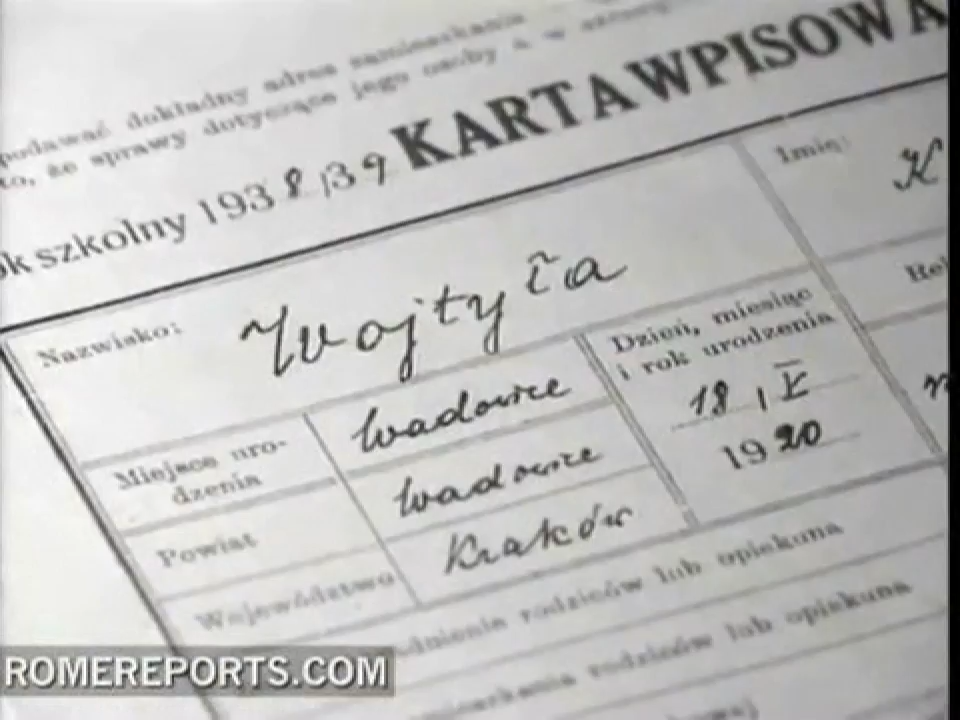 podawać dokładny adres zamieszkania
to, że sprawy dotyczące jego osoby a w
ok szkolny 1938/39 KARTA WPISOWA
Nazwisko: Wojtyła
Imię: K
Miejsce uro-
dzenia
Wadowice
Dzień, miesiąc
i rok urodzenia
18, V
1920
Powiat Wadowice
Województwo Kraków
rodziców lub opiekuna
rodziców lub opiekuna
ROMEREPORTS.COM